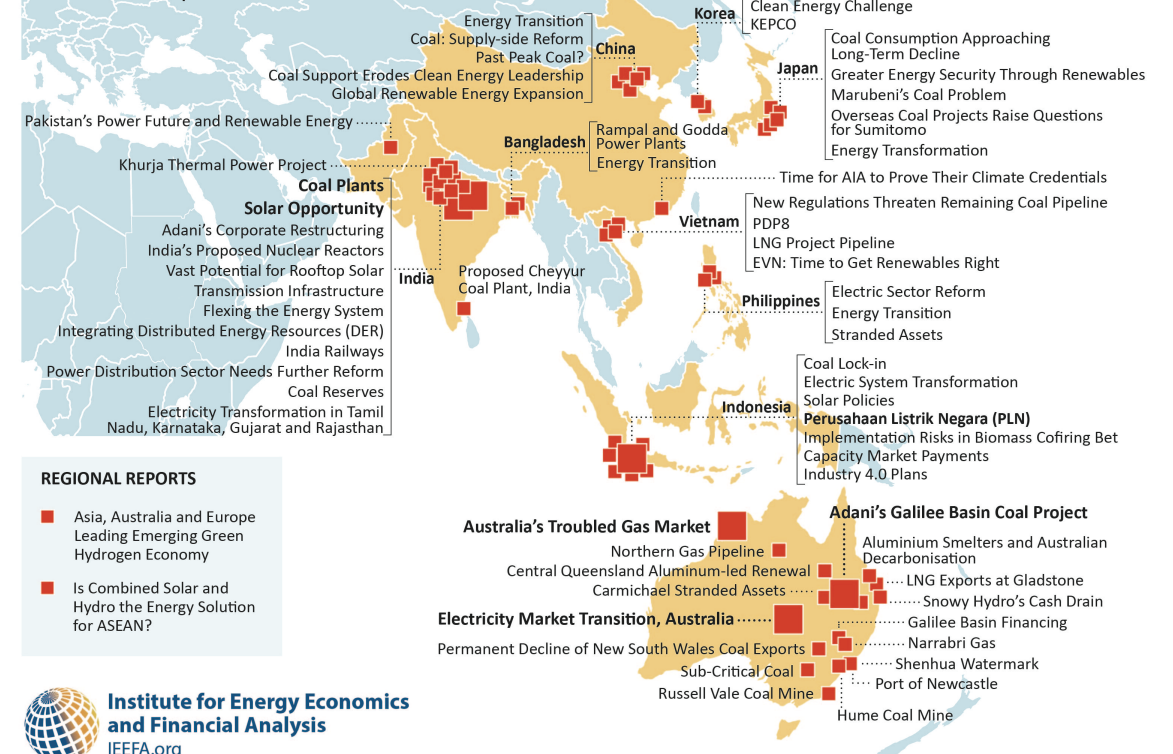 Korea
Clean Energy Challenge
KEPCO
Energy Transition
Coal: Supply-side Reform
Past Peak Coal?
Coal Support Erodes Clean Energy Leadership
Global Renewable Energy Expansion
China
Japan
Coal Consumption Approaching
Long-Term Decline
Greater Energy Security Through Renewables
Marubeni’s Coal Problem
Overseas Coal Projects Raise Questions
for Sumitomo
Energy Transformation
Pakistan’s Power Future and Renewable Energy
Bangladesh
Rampal and Godda
Power Plants
Energy Transition
Khurja Thermal Power Project
Time for AIA to Prove Their Climate Credentials
Coal Plants
Solar Opportunity
Adani’s Corporate Restructuring
India’s Proposed Nuclear Reactors
Vast Potential for Rooftop Solar
Transmission Infrastructure
Flexing the Energy System
Integrating Distributed Energy Resources (DER)
India Railways
Power Distribution Sector Needs Further Reform
Coal Reserves
Electricity Transformation in Tamil
Nadu, Karnataka, Gujarat and Rajasthan
India
Proposed Cheyyur
Coal Plant, India
Vietnam
New Regulations Threaten Remaining Coal Pipeline
PDP8
LNG Project Pipeline
EVN: Time to Get Renewables Right
Philippines
Electric Sector Reform
Energy Transition
Stranded Assets
Indonesia
Coal Lock-in
Electric System Transformation
Solar Policies
Perusahaan Listrik Negara (PLN)
Implementation Risks in Biomass Cofiring Bet
Capacity Market Payments
Industry 4.0 Plans
REGIONAL REPORTS
Asia, Australia and Europe
Leading Emerging Green
Hydrogen Economy
Is Combined Solar and
Hydro the Energy Solution
for ASEAN?
Australia’s Troubled Gas Market
Northern Gas Pipeline
Central Queensland Aluminum-led Renewal
Carmichael Stranded Assets
Electricity Market Transition, Australia
Permanent Decline of New South Wales Coal Exports
Sub-Critical Coal
Russell Vale Coal Mine
Adani’s Galilee Basin Coal Project
Aluminium Smelters and Australian
Decarbonisation
LNG Exports at Gladstone
Snowy Hydro’s Cash Drain
Galilee Basin Financing
Narrabri Gas
Shenhua Watermark
Port of Newcastle
Hume Coal Mine
Institute for Energy Economics
and Financial Analysis
IEEFA.org